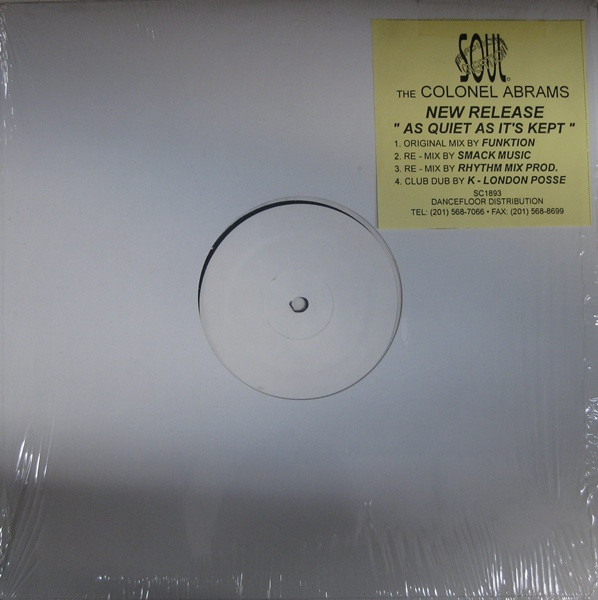 SOUL
THE COLONEL ABRAMS
NEW RELEASE
" AS QUIET AS IT'S KEPT "
1. ORIGINAL MIX BY FUNKTION
2. RE - MIX BY SMACK MUSIC
3. RE - MIX BY RHYTHM MIX PROD.
4. CLUB DUB BY K - LONDON POSSE
SC1893
DANCEFLOOR DISTRIBUTION
TEL: (201) 568-7066 • FAX: (201) 568-8699